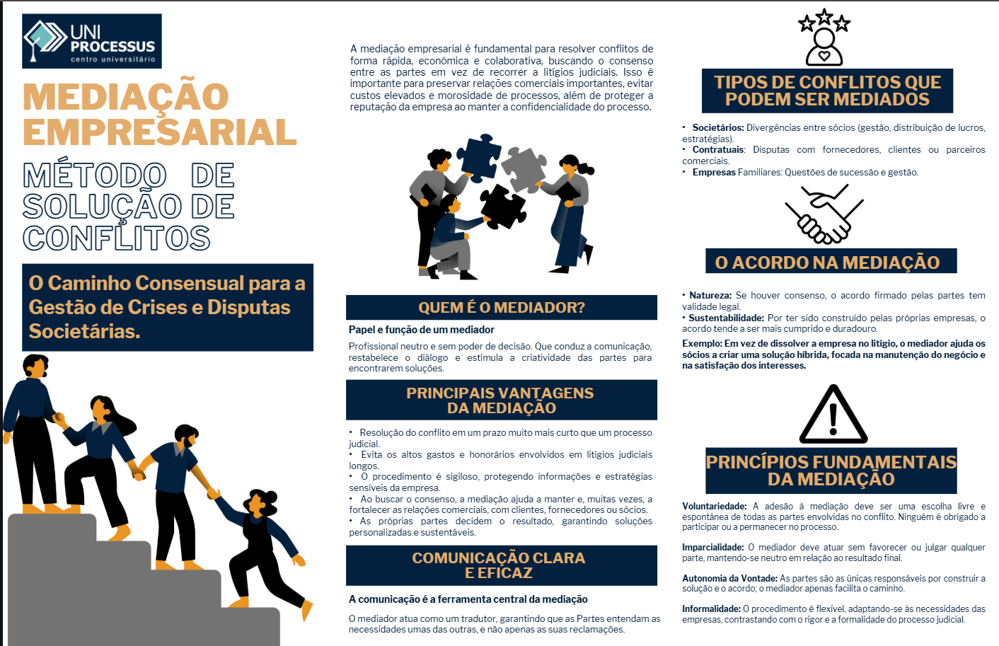 UNI
PROCESSUS
centro universitário
MEDIAÇÃO
EMPRESARIAL
MÉTODO DE
SOLUÇÃO DE
CONFLITOS
O Caminho Consensual para a
Gestão de Crises e Disputas
Societárias.
A mediação empresarial é fundamental para resolver conflitos de
forma rápida, econômica e colaborativa, buscando o consenso
entre as partes em vez de recorrer a litígios judiciais. Isso é
importante para preservar relações comerciais importantes, evitar
custos elevados e morosidade de processos, além de proteger a
reputação da empresa ao manter a confidencialidade do processo.
QUEM É O MEDIADOR?
Papel e função de um mediador
Profissional neutro e sem poder de decisão. Que conduz a comunicação,
restabelece o diálogo e estimula a criatividade das partes para
encontrarem soluções.
PRINCIPAIS VANTAGENS
DA MEDIAÇÃO
• Resolução do conflito em um prazo muito mais curto que um processo
judicial.
• Evita os altos gastos e honorários envolvidos em litígios judiciais
longos.
• O procedimento é sigiloso, protegendo informações e estratégias
sensíveis da empresa.
• Ao buscar o consenso, a mediação ajuda a manter e, muitas vezes, a
fortalecer as relações comerciais, com clientes, fornecedores ou sócios.
• As próprias partes decidem o resultado, garantindo soluções
personalizadas e sustentáveis.
COMUNICAÇÃO CLARA
E EFICAZ
A comunicação é a ferramenta central da mediação
O mediador atua como um tradutor, garantindo que as Partes entendam as
necessidades umas das outras, e não apenas as suas reclamações.
TIPOS DE CONFLITOS QUE
PODEM SER MEDIADOS
• Societários: Divergências entre sócios (gestão, distribuição de lucros,
estratégias).
• Contratuais: Disputas com fornecedores, clientes ou parceiros
comerciais.
• Empresas Familiares: Questões de sucessão e gestão.
O ACORDO NA MEDIAÇÃO
• Natureza: Se houver consenso, o acordo firmado pelas partes tem
validade legal.
• Sustentabilidade: Por ter sido construído pelas próprias empresas, o
acordo tende a ser mais cumprido e duradouro.
Exemplo: Em vez de dissolver a empresa no litígio, o mediador ajuda os
sócios a criar uma solução híbrida, focada na manutenção do negócio e
na satisfação dos interesses.
PRINCÍPIOS FUNDAMENTAIS
DA MEDIAÇÃO
Voluntariedade: A adesão à mediação deve ser uma escolha livre e
espontânea de todas as partes envolvidas no conflito. Ninguém é obrigado a
participar ou a permanecer no processo.
Imparcialidade: O mediador deve atuar sem favorecer ou julgar qualquer
parte, mantendo-se neutro em relação ao resultado final.
Autonomia da Vontade: As partes são as únicas responsáveis por construir a
solução e o acordo; o mediador apenas facilita o caminho.
Informalidade: O procedimento é flexível, adaptando-se às necessidades das
empresas, contrastando com o rigor e a formalidade do processo judicial.